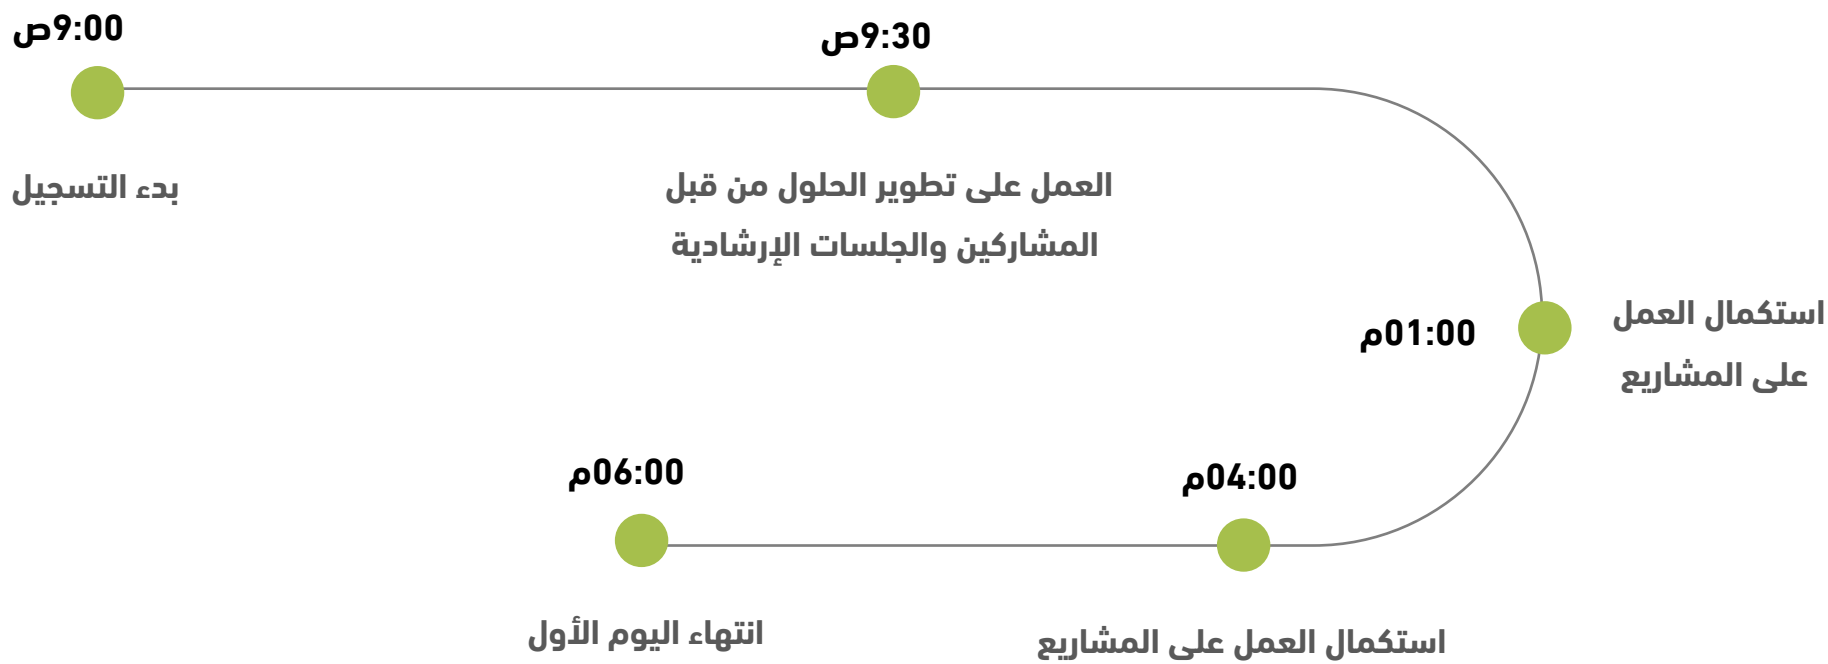 9:00ص
بدء التسجيل
9:30ص
العمل على تطوير الحلول من قبل
المشاركين والجلسات الإرشادية
01:00م
استكمال العمل
على المشاريع
04:00م
استكمال العمل على المشاريع
06:00م
انتهاء اليوم الأول